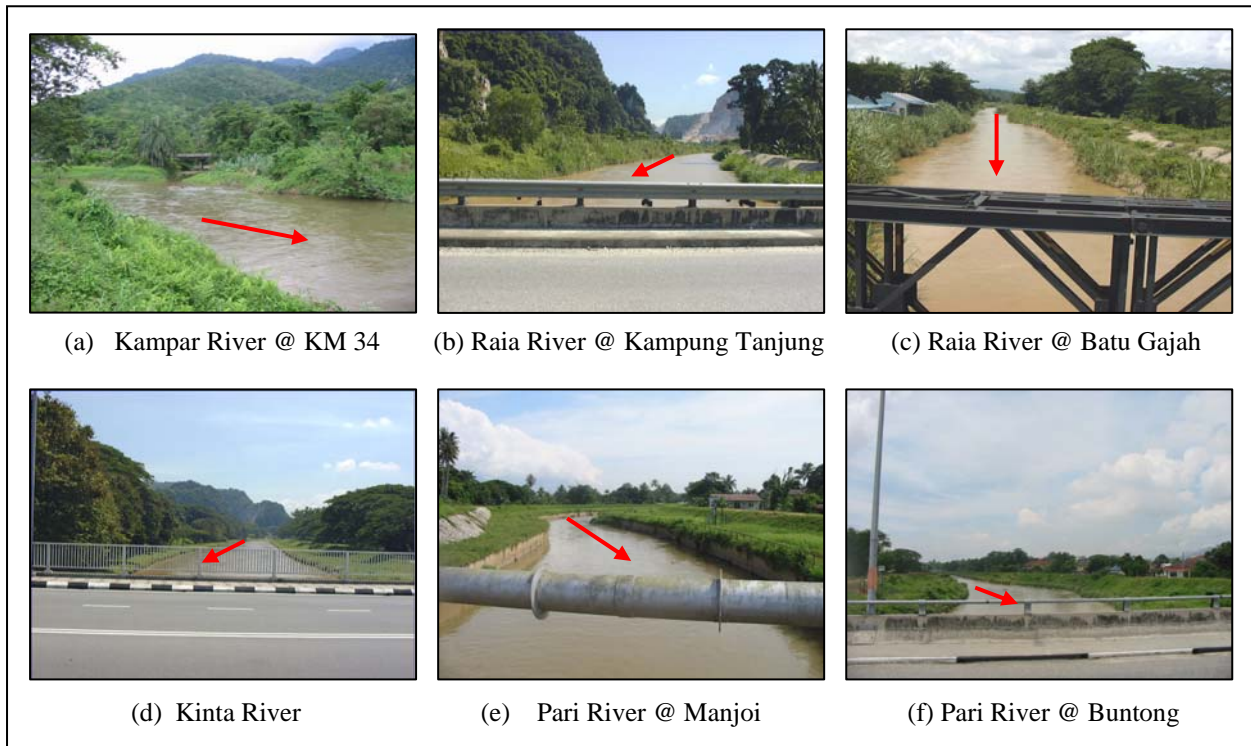 (a) Kampar River @ KM 34
(b) Raia River @ Kampung Tanjung
(c) Raia River @ Batu Gajah
(d) Kinta River
(e) Pari River @ Manjoi
(f) Pari River @ Buntong